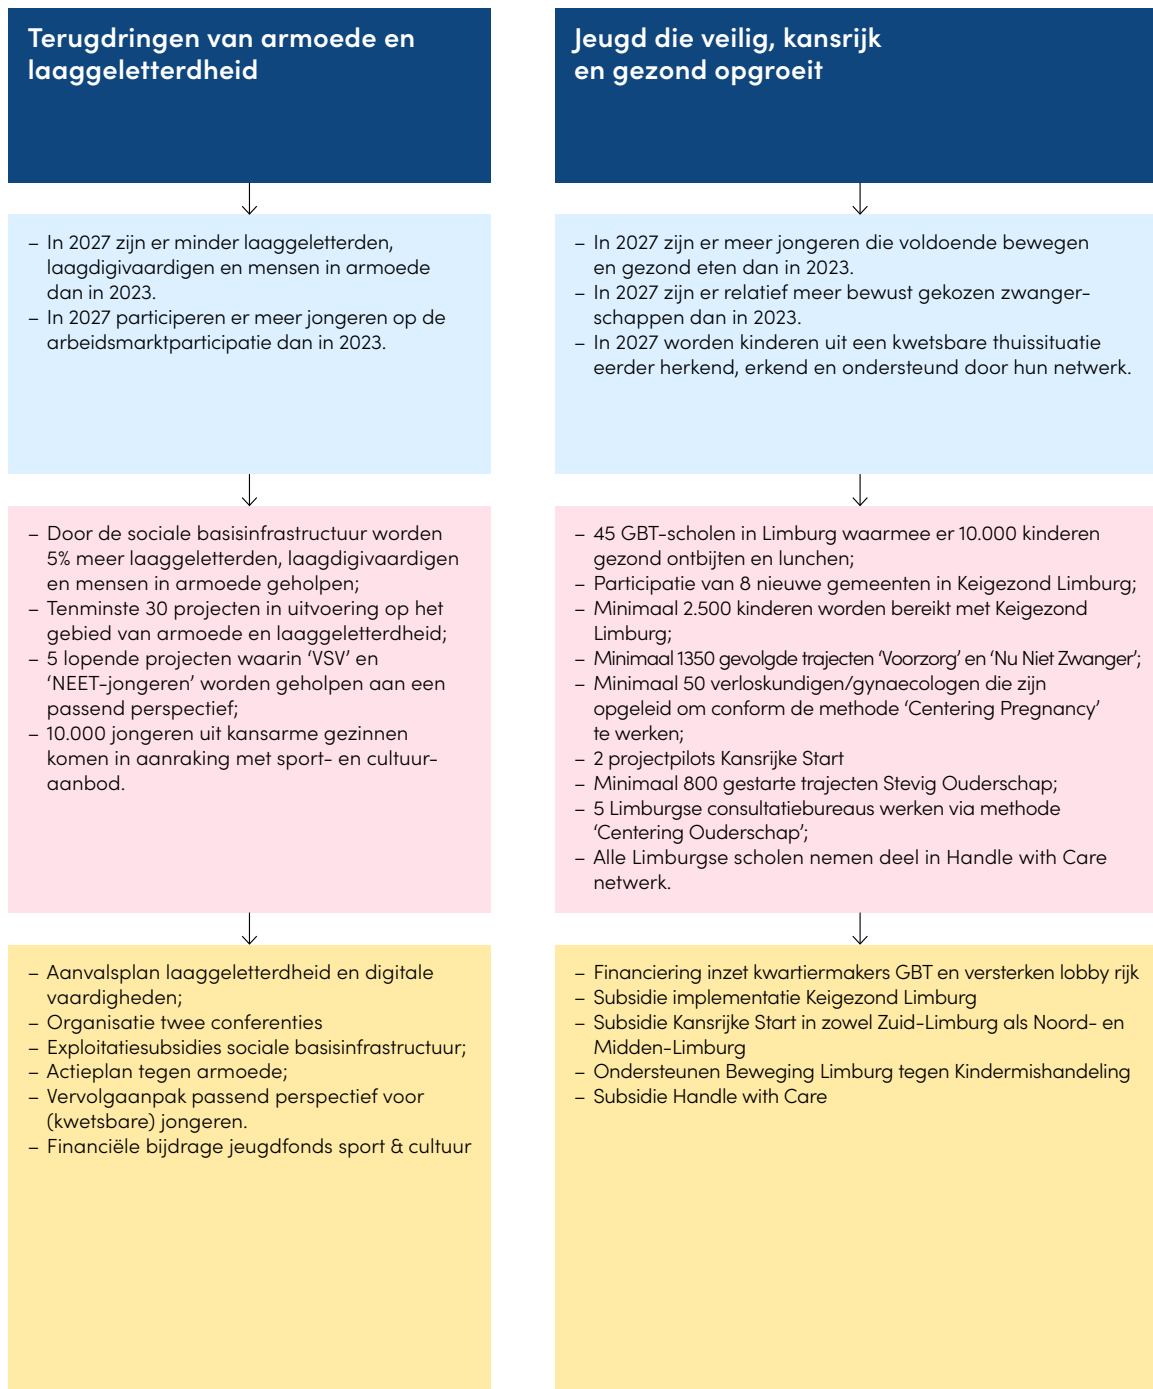 Terugdringen van armoede en
laaggeletterdheid
– In 2027 zijn er minder laaggeletterden,
laagdigivaardigen en mensen in armoede
dan in 2023.
– In 2027 participeren er meer jongeren op de
arbeidsmarktparticipatie dan in 2023.
– Door de sociale basisinfrastructuur worden
5% meer laaggeletterden, laagdigivaardigen
en mensen in armoede geholpen;
– Tenminste 30 projecten in uitvoering op het
gebied van armoede en laaggeletterdheid;
– 5 lopende projecten waarin ‘VSV’ en
‘NEET-jongeren’ worden geholpen aan een
passend perspectief;
– 10.000 jongeren uit kansarme gezinnen
komen in aanraking met sport- en cultuur-
aanbod.
– Aanvalsplan laaggeletterdheid en digitale
vaardigheden;
– Organisatie twee conferenties
– Exploitatiesubsidies sociale basisinfrastructuur;
– Actieplan tegen armoede;
– Vervolgaanpak passend perspectief voor
(kwetsbare) jongeren.
– Financiële bijdrage jeugdfonds sport & cultuur
Jeugd die veilig, kansrijk
en gezond opgroeit
– In 2027 zijn er meer jongeren die voldoende bewegen
en gezond eten dan in 2023.
– In 2027 zijn er relatief meer bewust gekozen zwanger-
schappen dan in 2023.
– In 2027 worden kinderen uit een kwetsbare thuissituatie
eerder herkend, erkend en ondersteund door hun netwerk.
– 45 GBT-scholen in Limburg waarmee er 10.000 kinderen
gezond ontbijten en lunchen;
– Participatie van 8 nieuwe gemeenten in Keigezond Limburg;
– Minimaal 2.500 kinderen worden bereikt met Keigezond
Limburg;
– Minimaal 1350 gevolgde trajecten ‘Voorzorg’ en ‘Nu Niet Zwanger’;
– Minimaal 50 verloskundigen/gynaecologen die zijn
opgeleid om conform de methode ‘Centering Pregnancy’
te werken;
– 2 projectpilots Kansrijke Start
– Minimaal 800 gestarte trajecten Stevig Ouderschap;
– 5 Limburgse consultatiebureaus werken via methode
‘Centering Ouderschap’;
– Alle Limburgse scholen nemen deel in Handle with Care
netwerk.
– Financiering inzet kwartiermakers GBT en versterken lobby rijk
– Subsidie implementatie Keigezond Limburg
– Subsidie Kansrijke Start in zowel Zuid-Limburg als Noord- en
Midden-Limburg
– Ondersteunen Beweging Limburg tegen Kindermishandeling
– Subsidie Handle with Care